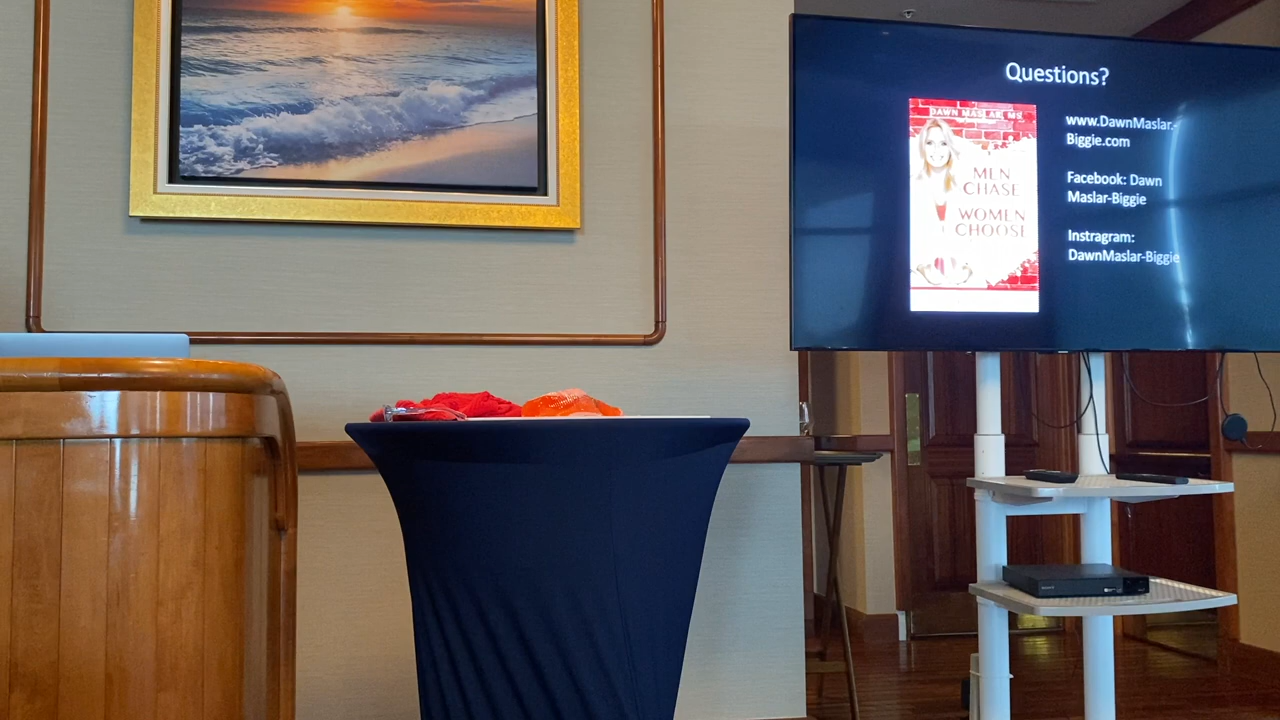 Questions?
DAWN MASLAR, MS
MEN
CHASE
WOMEN
CHOOSE
www.DawnMaslar-
Biggie.com
Facebook: Dawn
Maslar-Biggie
Instragram:
DawnMaslar-Biggie